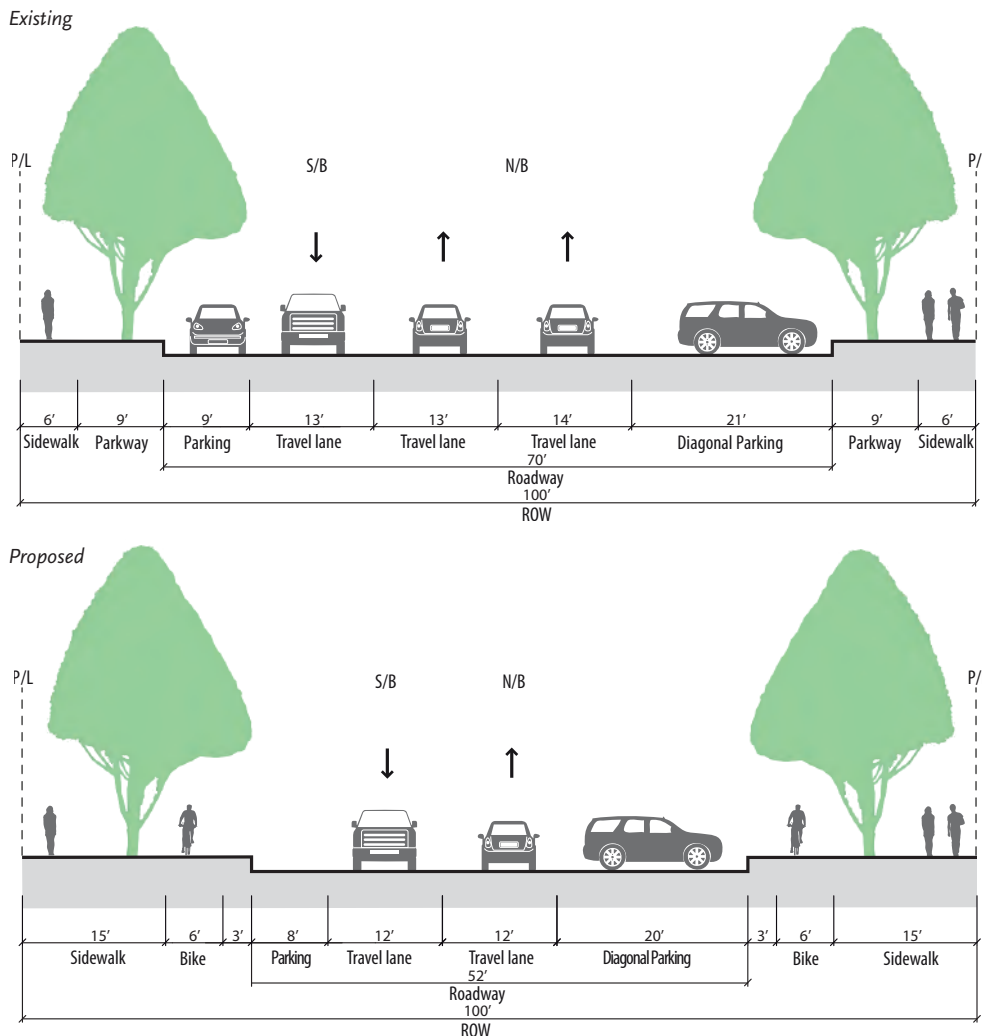 Existing
P/L P/
S/B N/B
6' 9' 9' 13' 13' 14' 21' 9' 6'
Sidewalk Parkway Parking Travel lane Travel lane Travel lane Diagonal Parking Parkway Sidewalk
70'
Roadway
100'
ROW
Proposed
P/L P/
S/B N/B
15' 6' 3' 8' 12' 12' 20' 3' 6' 15'
Sidewalk Bike Parking Travel lane Travel lane Diagonal Parking Bike Sidewalk
52'
Roadway
100'
ROW